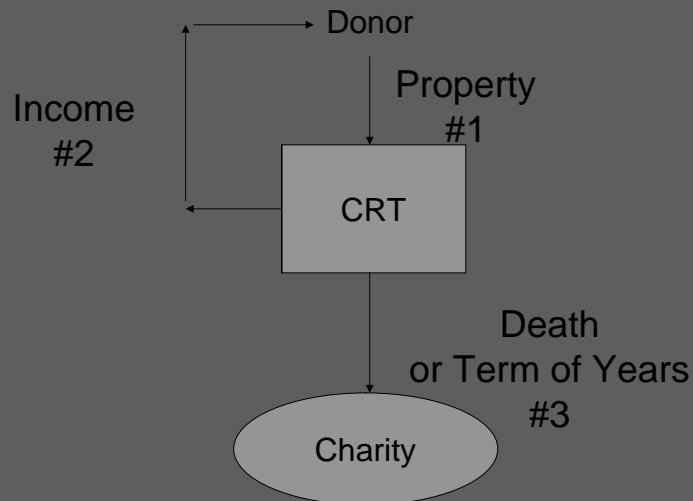 Donor
Property
#1
Income
#2
CRT
Death
or Term of Years
#3
Charity